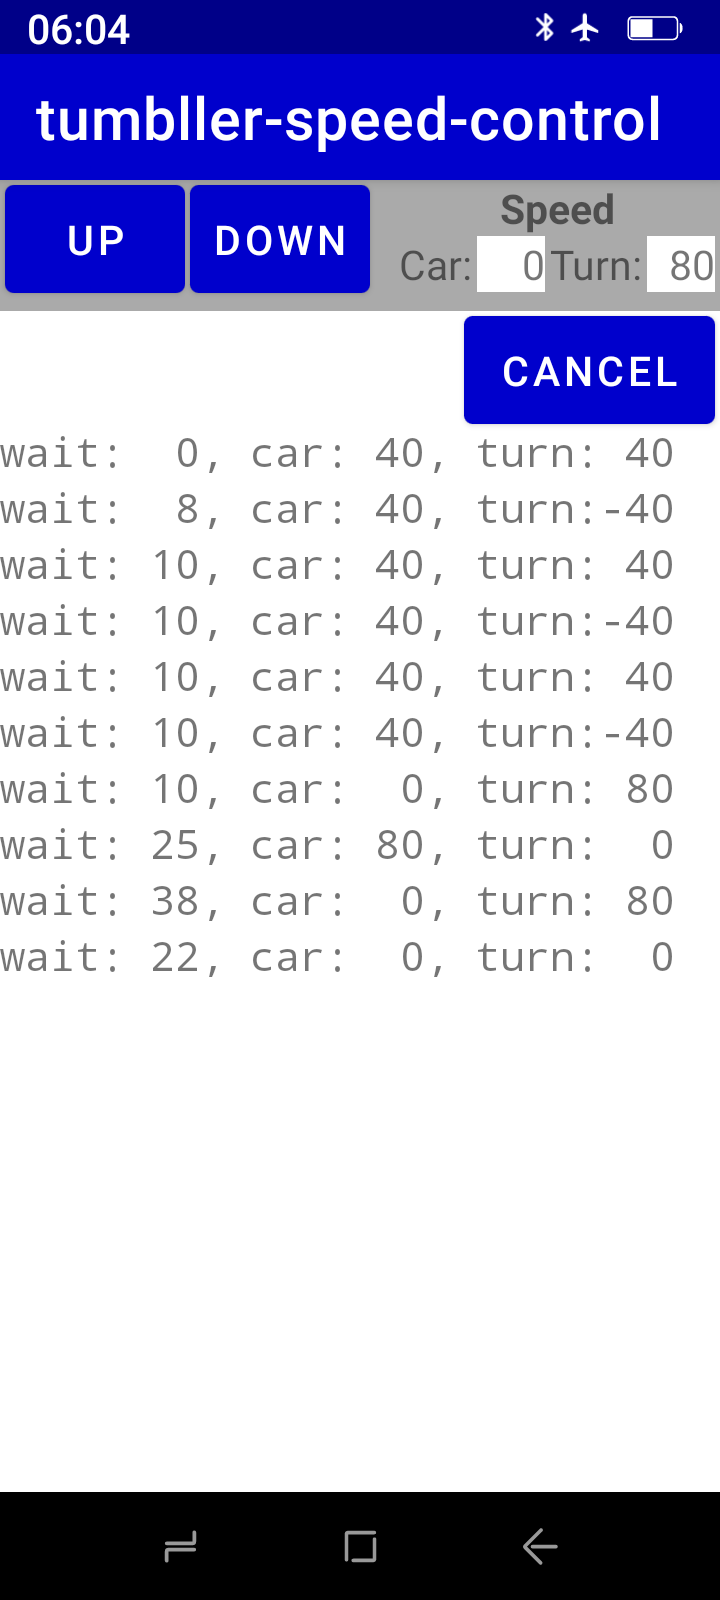 06:04
tumbller-speed-control
UP DOWN Speed
Car: 0 Turn: 80
CANCEL
wait:  0, car: 40, turn: 40
wait:  8, car: 40, turn:-40
wait: 10, car: 40, turn: 40
wait: 10, car: 40, turn:-40
wait: 10, car: 40, turn: 40
wait: 10, car: 40, turn:-40
wait: 10, car:  0, turn: 80
wait: 25, car: 80, turn:  0
wait: 38, car:  0, turn: 80
wait: 22, car:  0, turn:  0